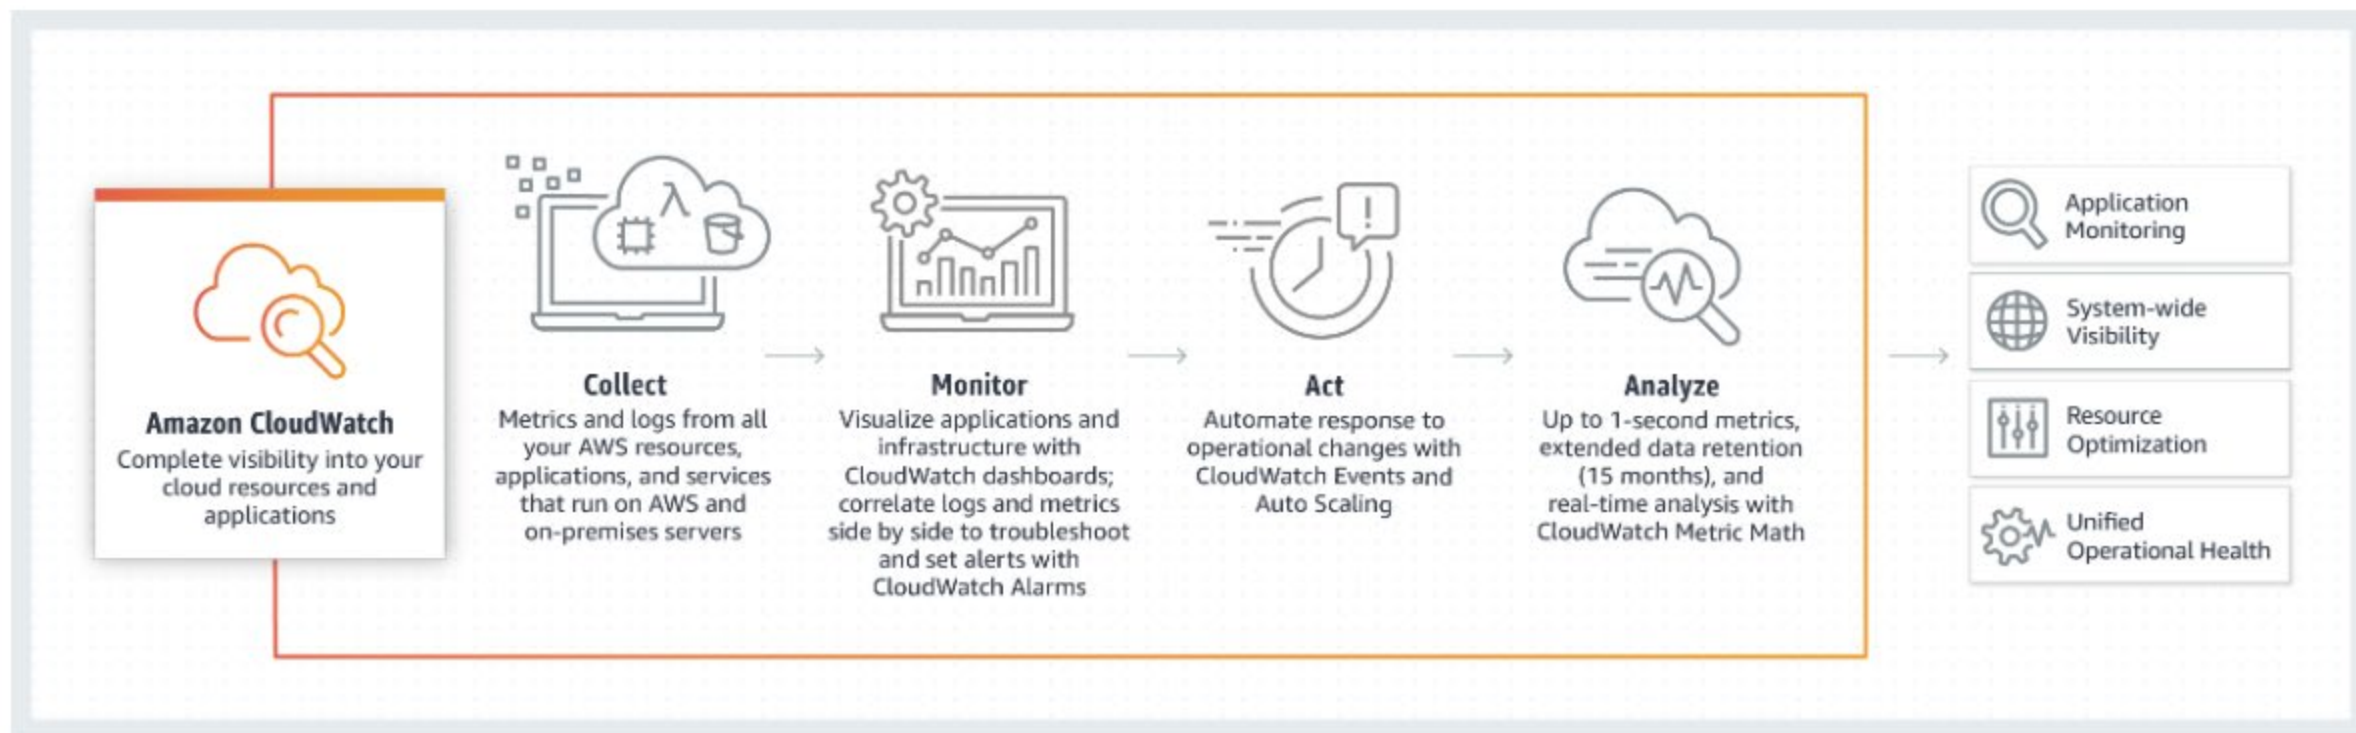 Amazon CloudWatch
Complete visibility into your
cloud resources and
applications
Collect
Metrics and logs from all
your AWS resources,
applications, and services
that run on AWS and
on-premises servers
Monitor
Visualize applications and
infrastructure with
CloudWatch dashboards;
correlate logs and metrics
side by side to troubleshoot
and set alerts with
CloudWatch Alarms
Act
Automate response to
operational changes with
CloudWatch Events and
Auto Scaling
Analyze
Up to 1-second metrics,
extended data retention
(15 months), and
real-time analysis with
CloudWatch Metric Math
Application
Monitoring
System-wide
Visibility
Resource
Optimization
Unified
Operational Health